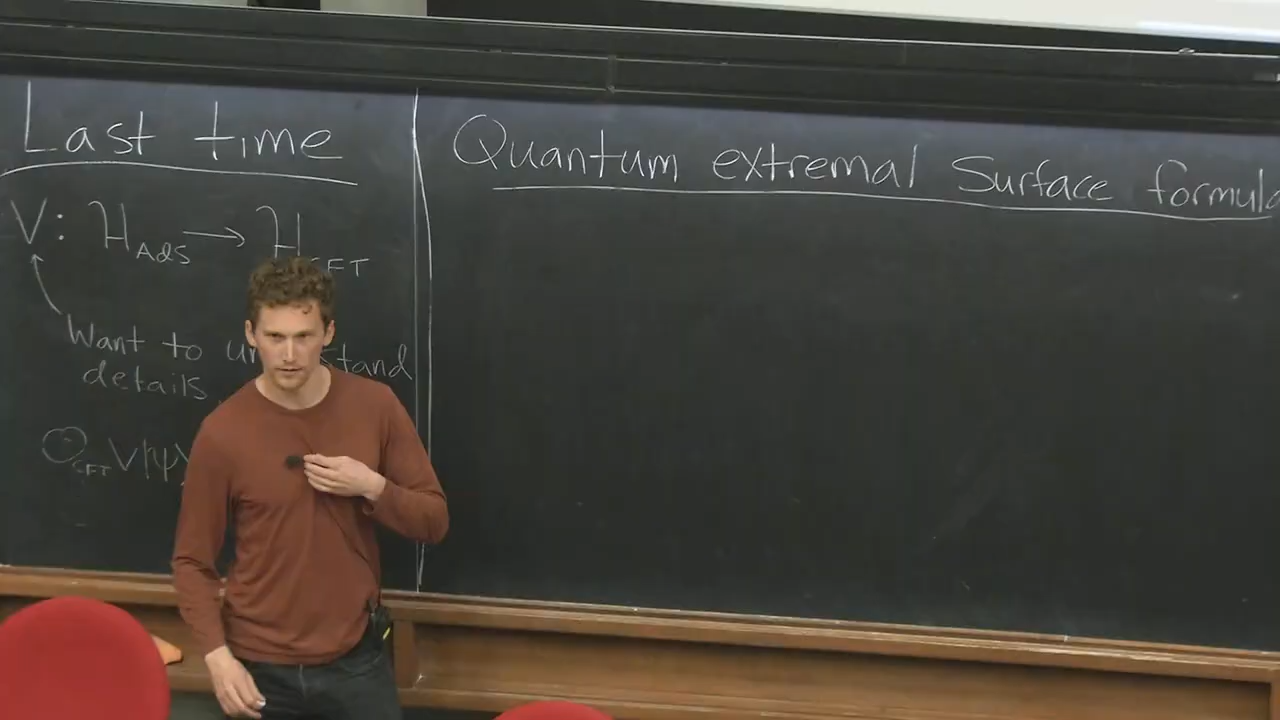 Last time
V: H_AdS → H_CFT
Want to understand
details
O_CFT V|ψ⟩
Quantum extremal Surface formula